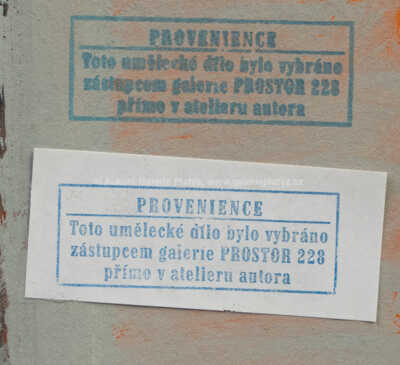 PROVENIENCE
Toto umělecké dílo bylo vybráno
zástupcem galerie PROSTOR 228
přímo v atelieru autora
PROVENIENCE
Toto umělecké dílo bylo vybráno
zástupcem galerie PROSTOR 228
přímo v atelieru autora